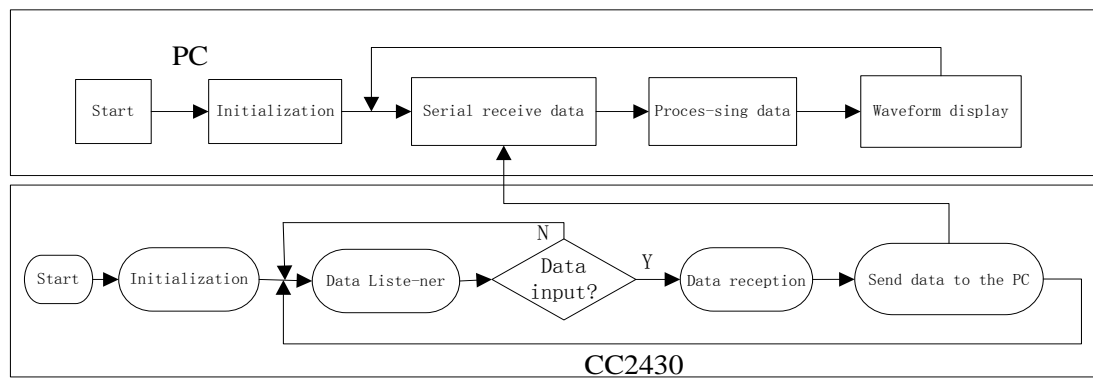 PC
Start
Initialization
Serial receive data
Proces-sing data
Waveform display
N
Start
Initialization
Data Liste-ner
Data
input?
Y
Data reception
Send data to the PC
CC2430